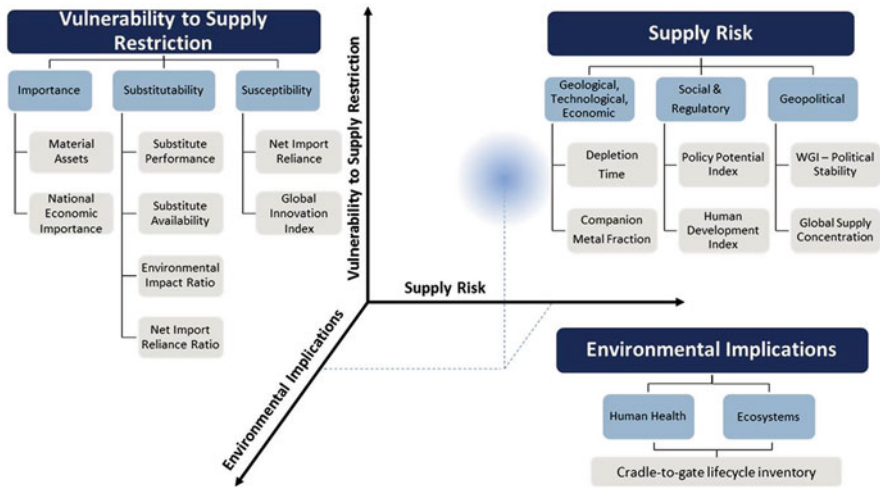 Vulnerability to Supply
Restriction
Importance
Substitutability
Susceptibility
Material
Assets
National
Economic
Importance
Substitute
Performance
Substitute
Availability
Environmental
Impact Ratio
Net Import
Reliance Ratio
Net Import
Reliance
Global
Innovation
Index
Vulnerability to Supply Restriction
Supply Risk
Environmental Implications
Supply Risk
Geological,
Technological,
Economic
Social &
Regulatory
Geopolitical
Depletion
Time
Companion
Metal Fraction
Policy Potential
Index
Human
Development
Index
WGI – Political
Stability
Global Supply
Concentration
Environmental Implications
Human Health
Ecosystems
Cradle-to-gate lifecycle inventory